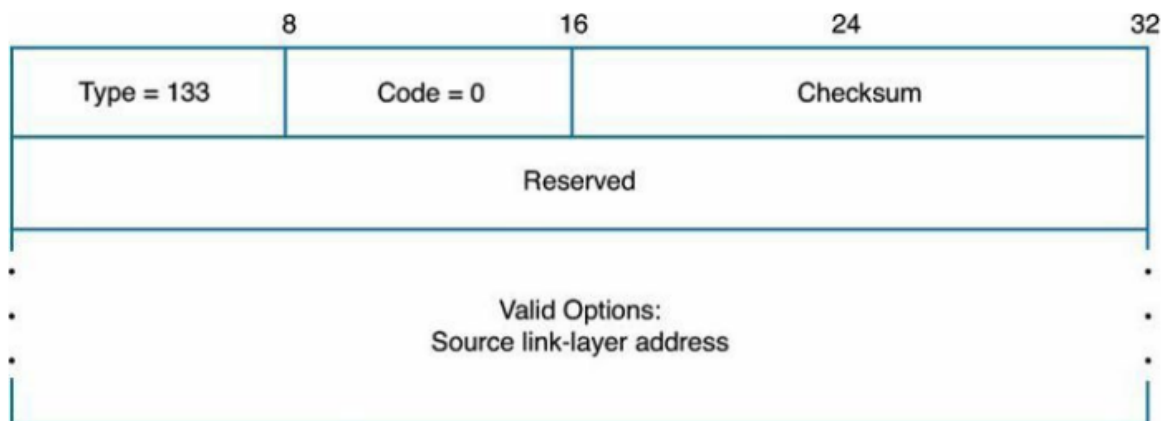 8 16 24 32
Type = 133 Code = 0 Checksum
Reserved
Valid Options:
Source link-layer address